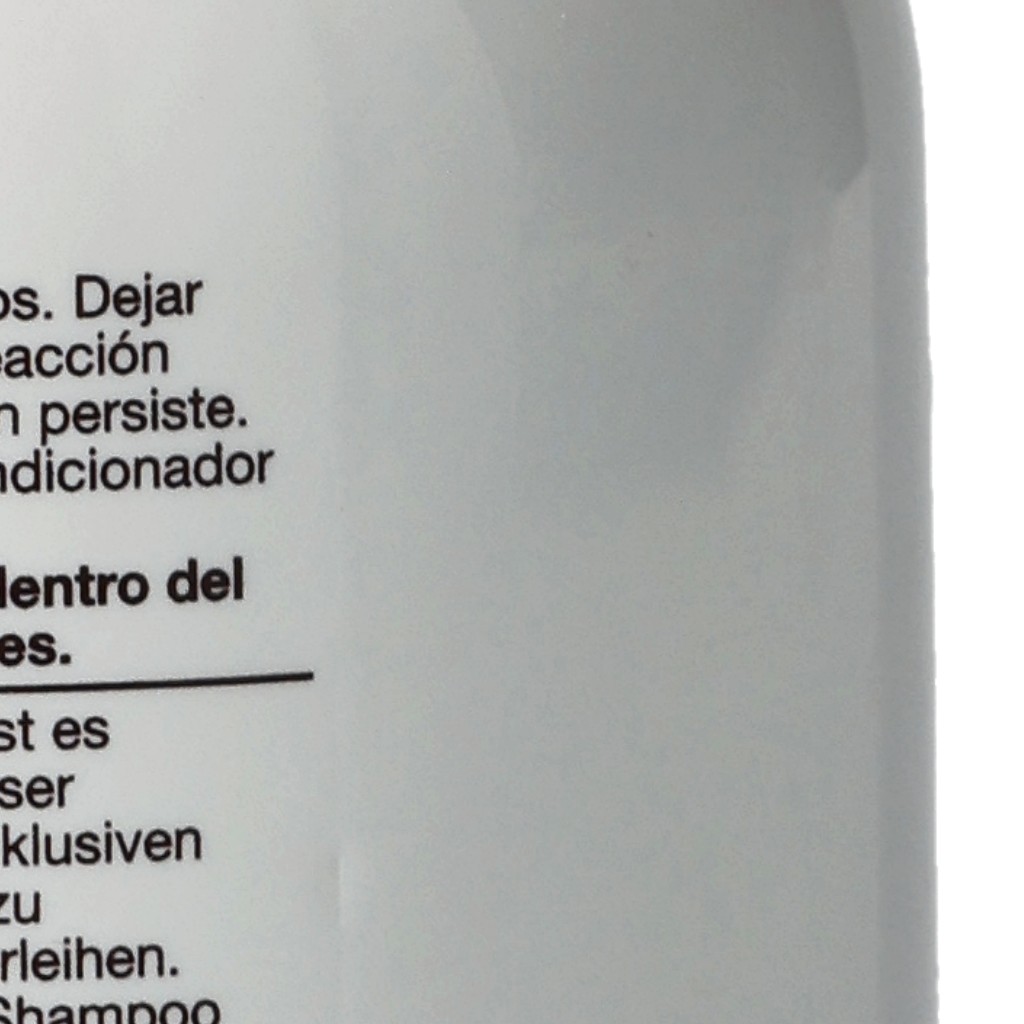 os. Dejar
eacción
n persiste.
ndicionador
dentro del
es.
st es
ser
klusiven
zu
rleihen.
Shampoo